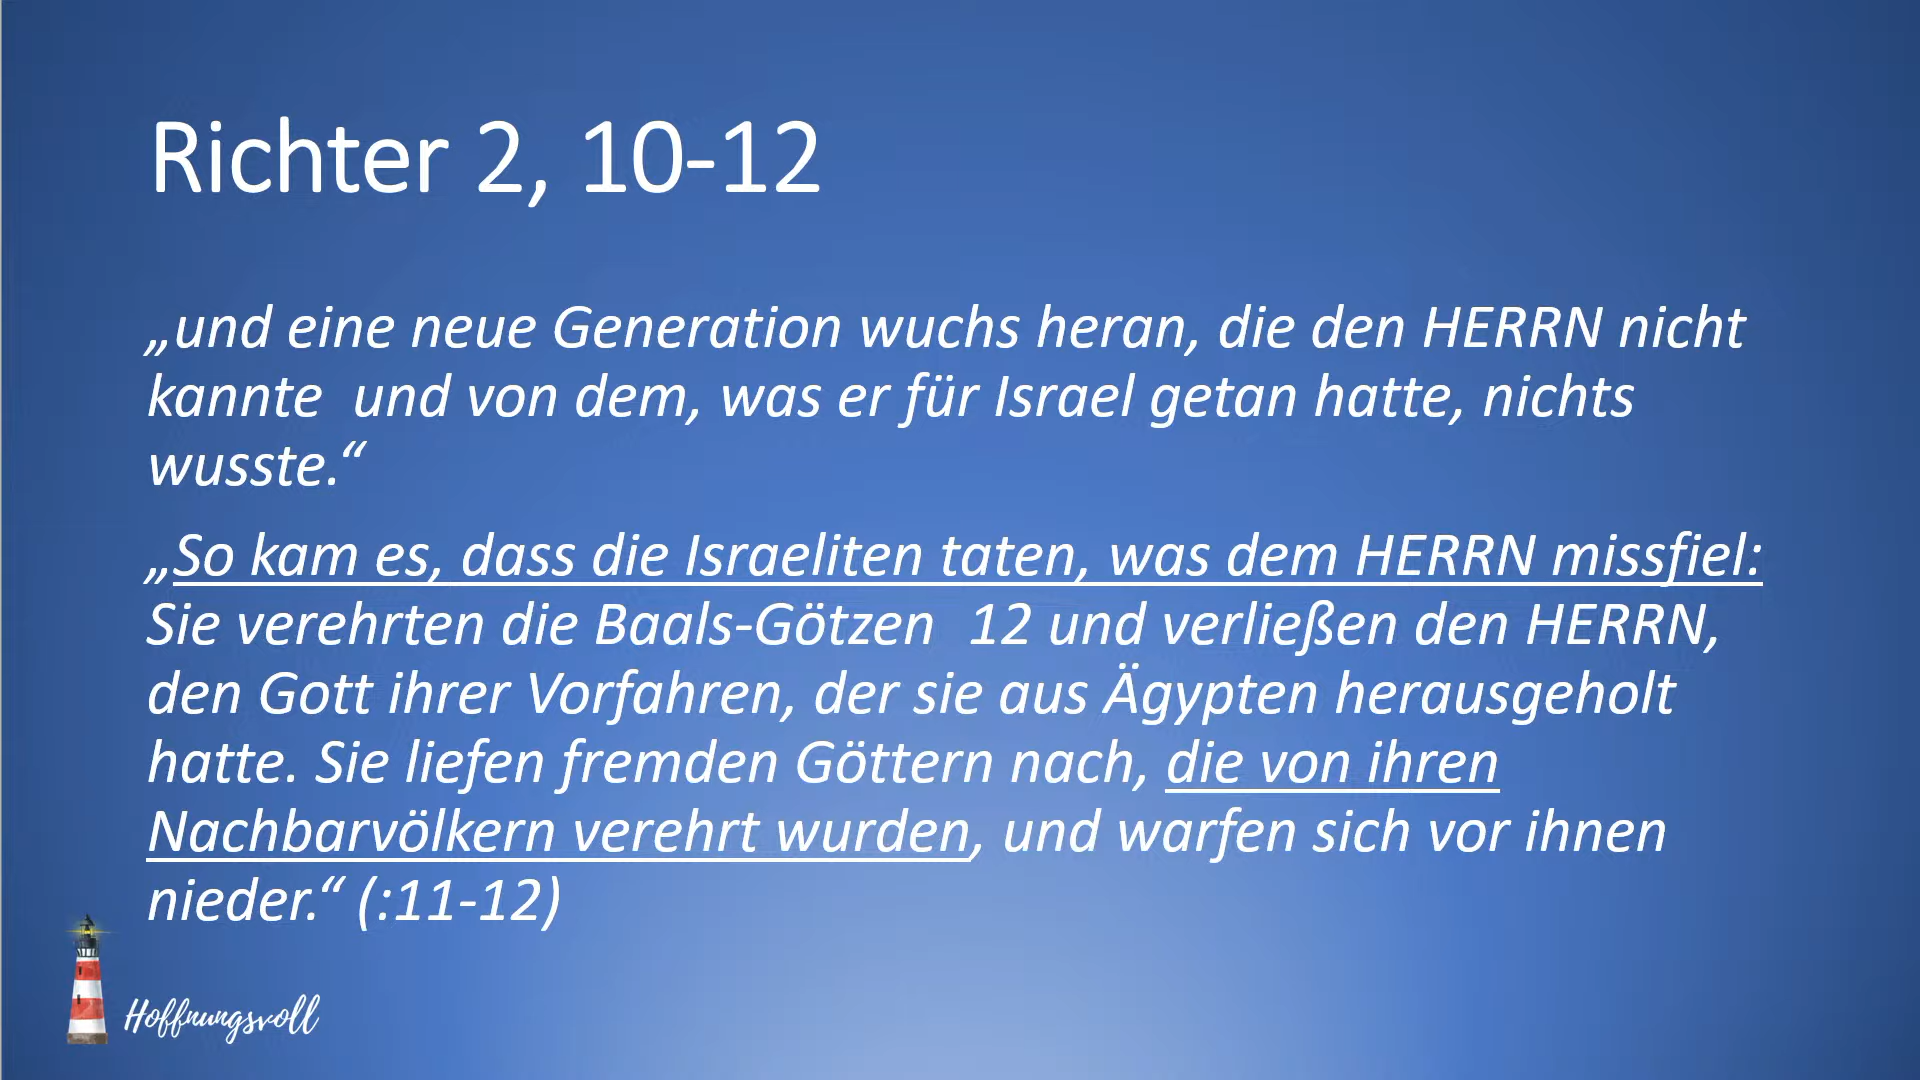 Richter 2, 10-12
„und eine neue Generation wuchs heran, die den HERRN nicht
kannte  und von dem, was er für Israel getan hatte, nichts
wusste.“
„So kam es, dass die Israeliten taten, was dem HERRN missfiel:
Sie verehrten die Baals-Götzen  12 und verließen den HERRN,
den Gott ihrer Vorfahren, der sie aus Ägypten herausgeholt
hatte. Sie liefen fremden Göttern nach, die von ihren
Nachbarvölkern verehrt wurden, und warfen sich vor ihnen
nieder.“ (:11-12)
Hoffnungsvoll